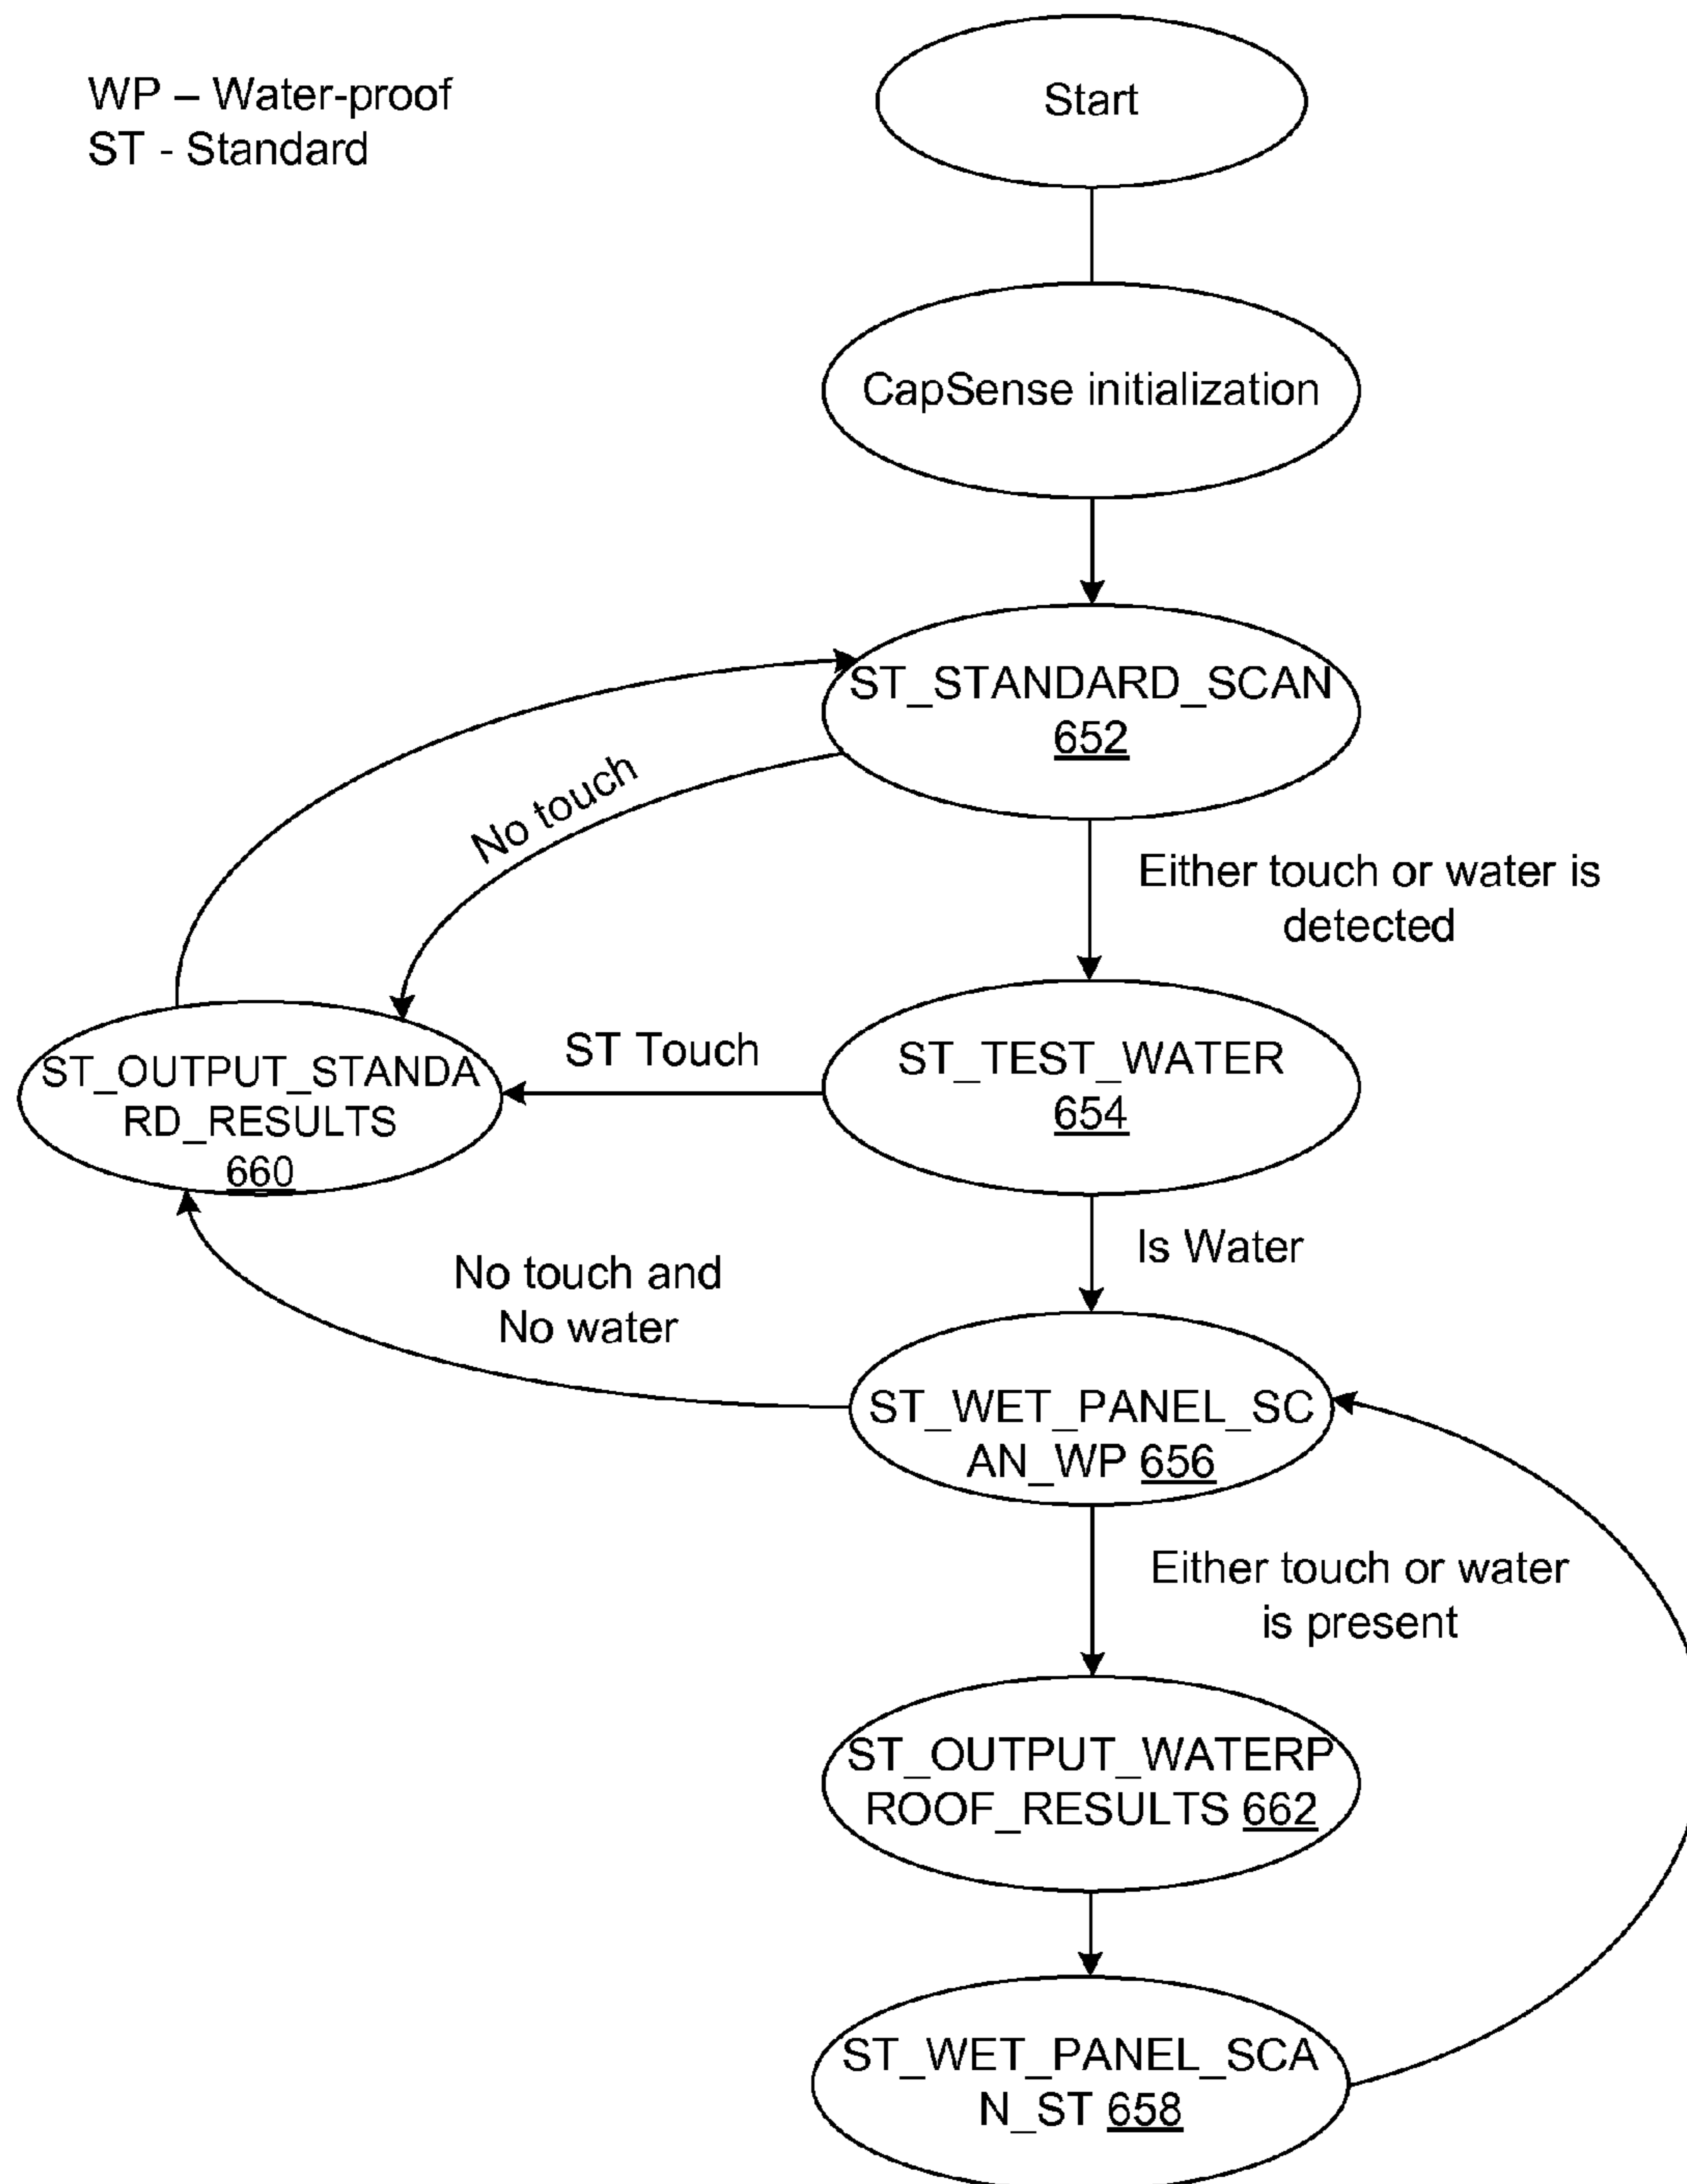 WP – Water-proof
ST - Standard
Start
CapSense initialization
ST_STANDARD_SCAN
652
No touch
Either touch or water is
detected
ST_OUTPUT_STANDA
RD_RESULTS
660
ST Touch
ST_TEST_WATER
654
Is Water
No touch and
No water
ST_WET_PANEL_SC
AN_WP 656
Either touch or water
is present
ST_OUTPUT_WATERP
ROOF_RESULTS 662
ST_WET_PANEL_SCA
N_ST 658